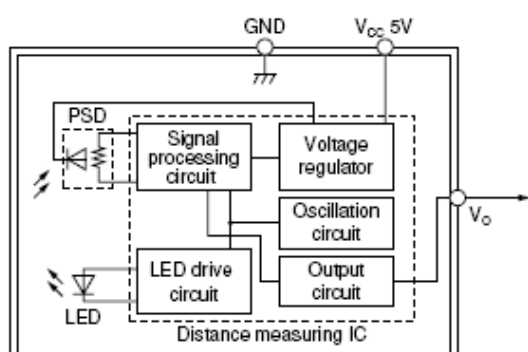 GND
VCC 5V
PSD
Signal
processing
circuit
Voltage
regulator
Oscillation
circuit
VO
LED drive
circuit
Output
circuit
LED
Distance measuring IC